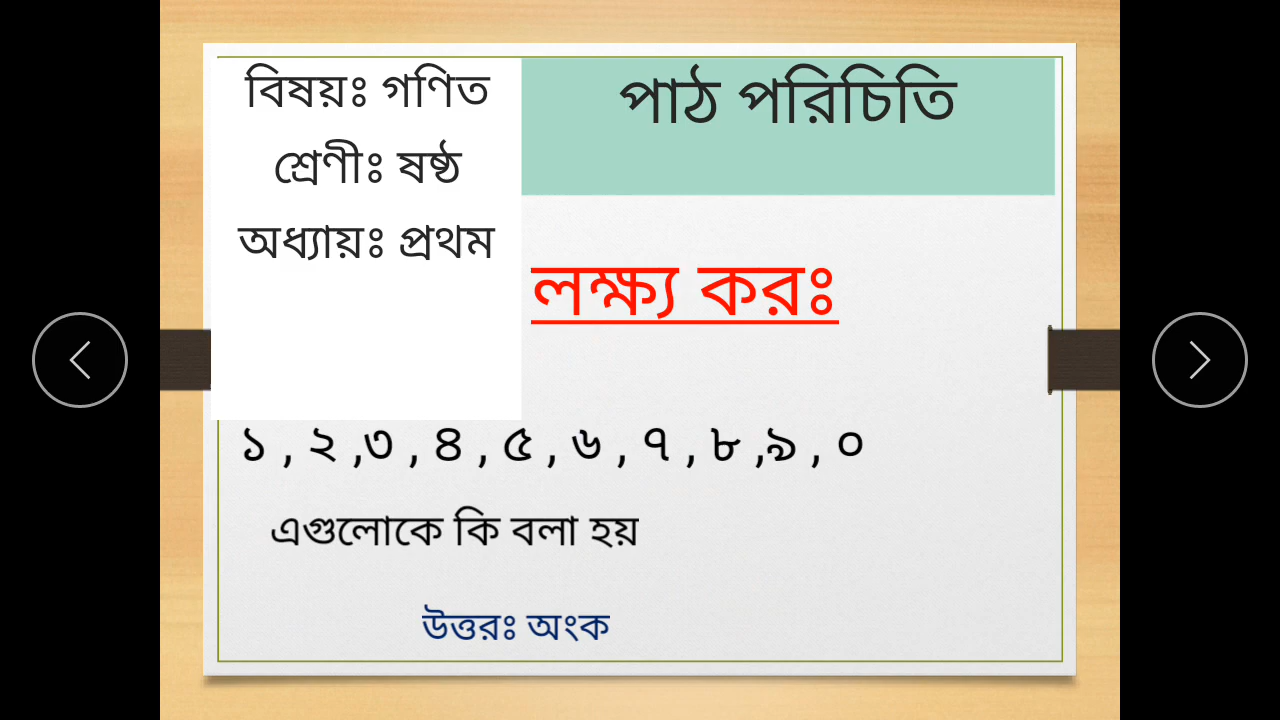 বিষয়ঃ গণিত
শ্রেণীঃ ষষ্ঠ
অধ্যায়ঃ প্রথম
পাঠ পরিচিতি
লক্ষ্য করঃ
১ , ২ ,৩ , ৪ , ৫ , ৬ , ৭ , ৮ ,৯ , ০
এগুলোকে কি বলা হয়
উত্তরঃ অংক